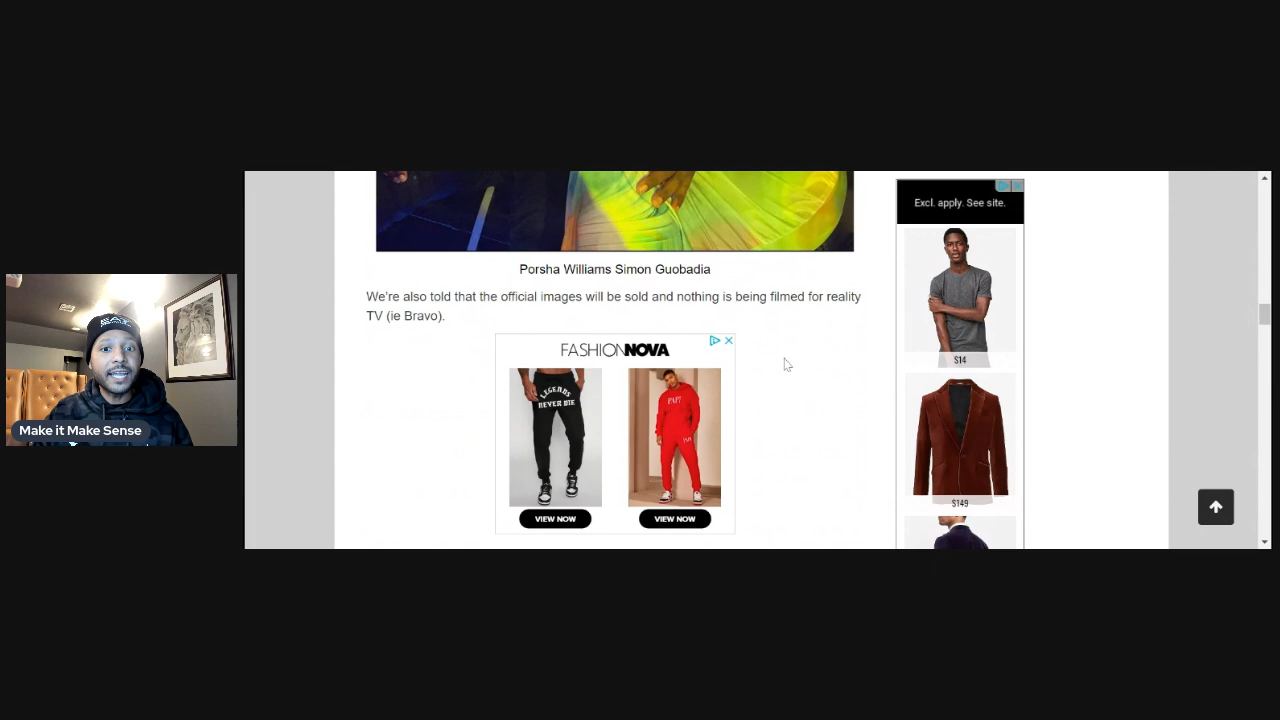 Porsha Williams Simon Guobadia
We're also told that the official images will be sold and nothing is being filmed for reality
TV (ie Bravo).
FASHIONNOVA
LEGENDS
NEVER DIE
VIEW NOW
VIEW NOW
Excl. apply. See site.
$14
$149
Make it Make Sense